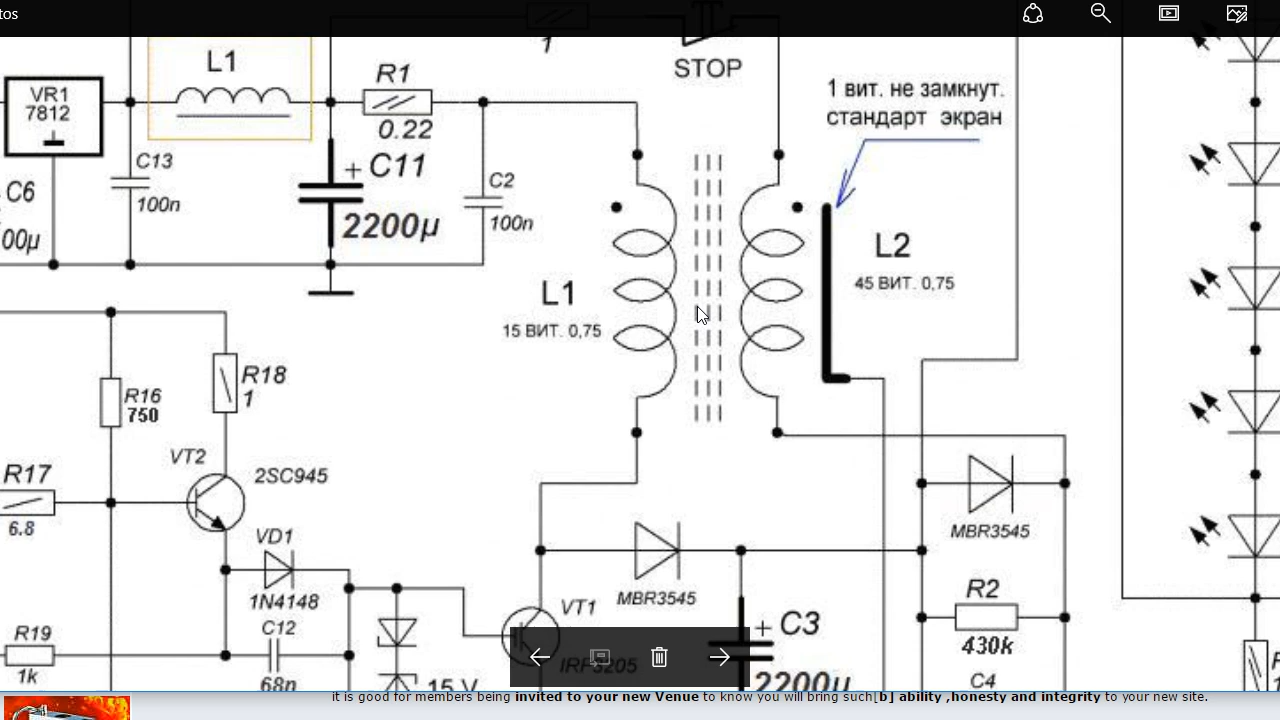 tos
1
STOP
L1
VR1
7812
R1
0.22
1 вит. не замкнут.
стандарт экран
C13
100n
+ C11
2200µ
C2
100n
C6
00µ
L2
45 ВИТ. 0,75
L1
15 ВИТ. 0,75
R16
750
R18
1
VT2
2SC945
R17
6.8
VD1
1N4148
MBR3545
MBR3545
VT1
IRF3205
R2
430k
R19
1k
C12
68n
15 V
+ C3
2200µ
C4
it is good for members being invited to your new Venue to know you will bring such[b] ability ,honesty and integrity to your new site.